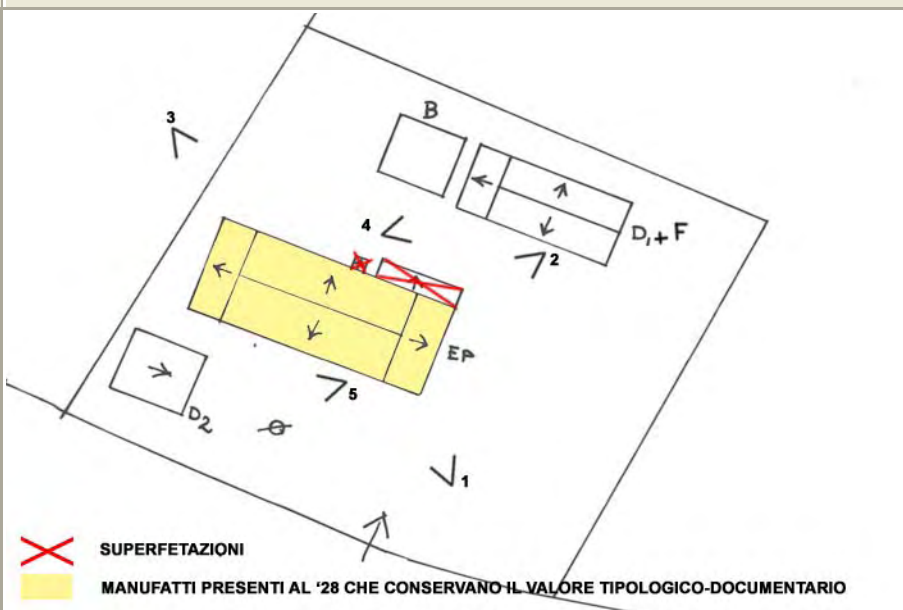 B
3
D1+F
4
2
EP
5
D2
1
SUPERFETAZIONI
MANUFATTI PRESENTI AL '28 CHE CONSERVANO IL VALORE TIPOLOGICO-DOCUMENTARIO